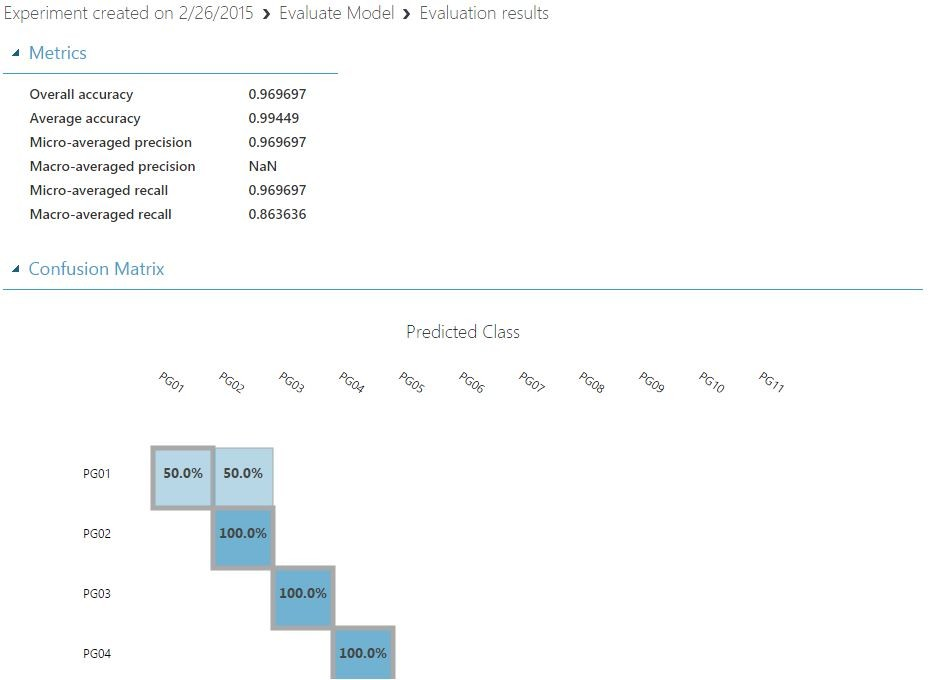 Experiment created on 2/26/2015 › Evaluate Model › Evaluation results
Metrics
Overall accuracy 0.969697
Average accuracy 0.99449
Micro-averaged precision 0.969697
Macro-averaged precision NaN
Micro-averaged recall 0.969697
Macro-averaged recall 0.863636
Confusion Matrix
Predicted Class
PG01 PG02 PG03 PG04 PG05 PG06 PG07 PG08 PG09 PG10 PG11
PG01 50.0% 50.0%
PG02 100.0%
PG03 100.0%
PG04 100.0%